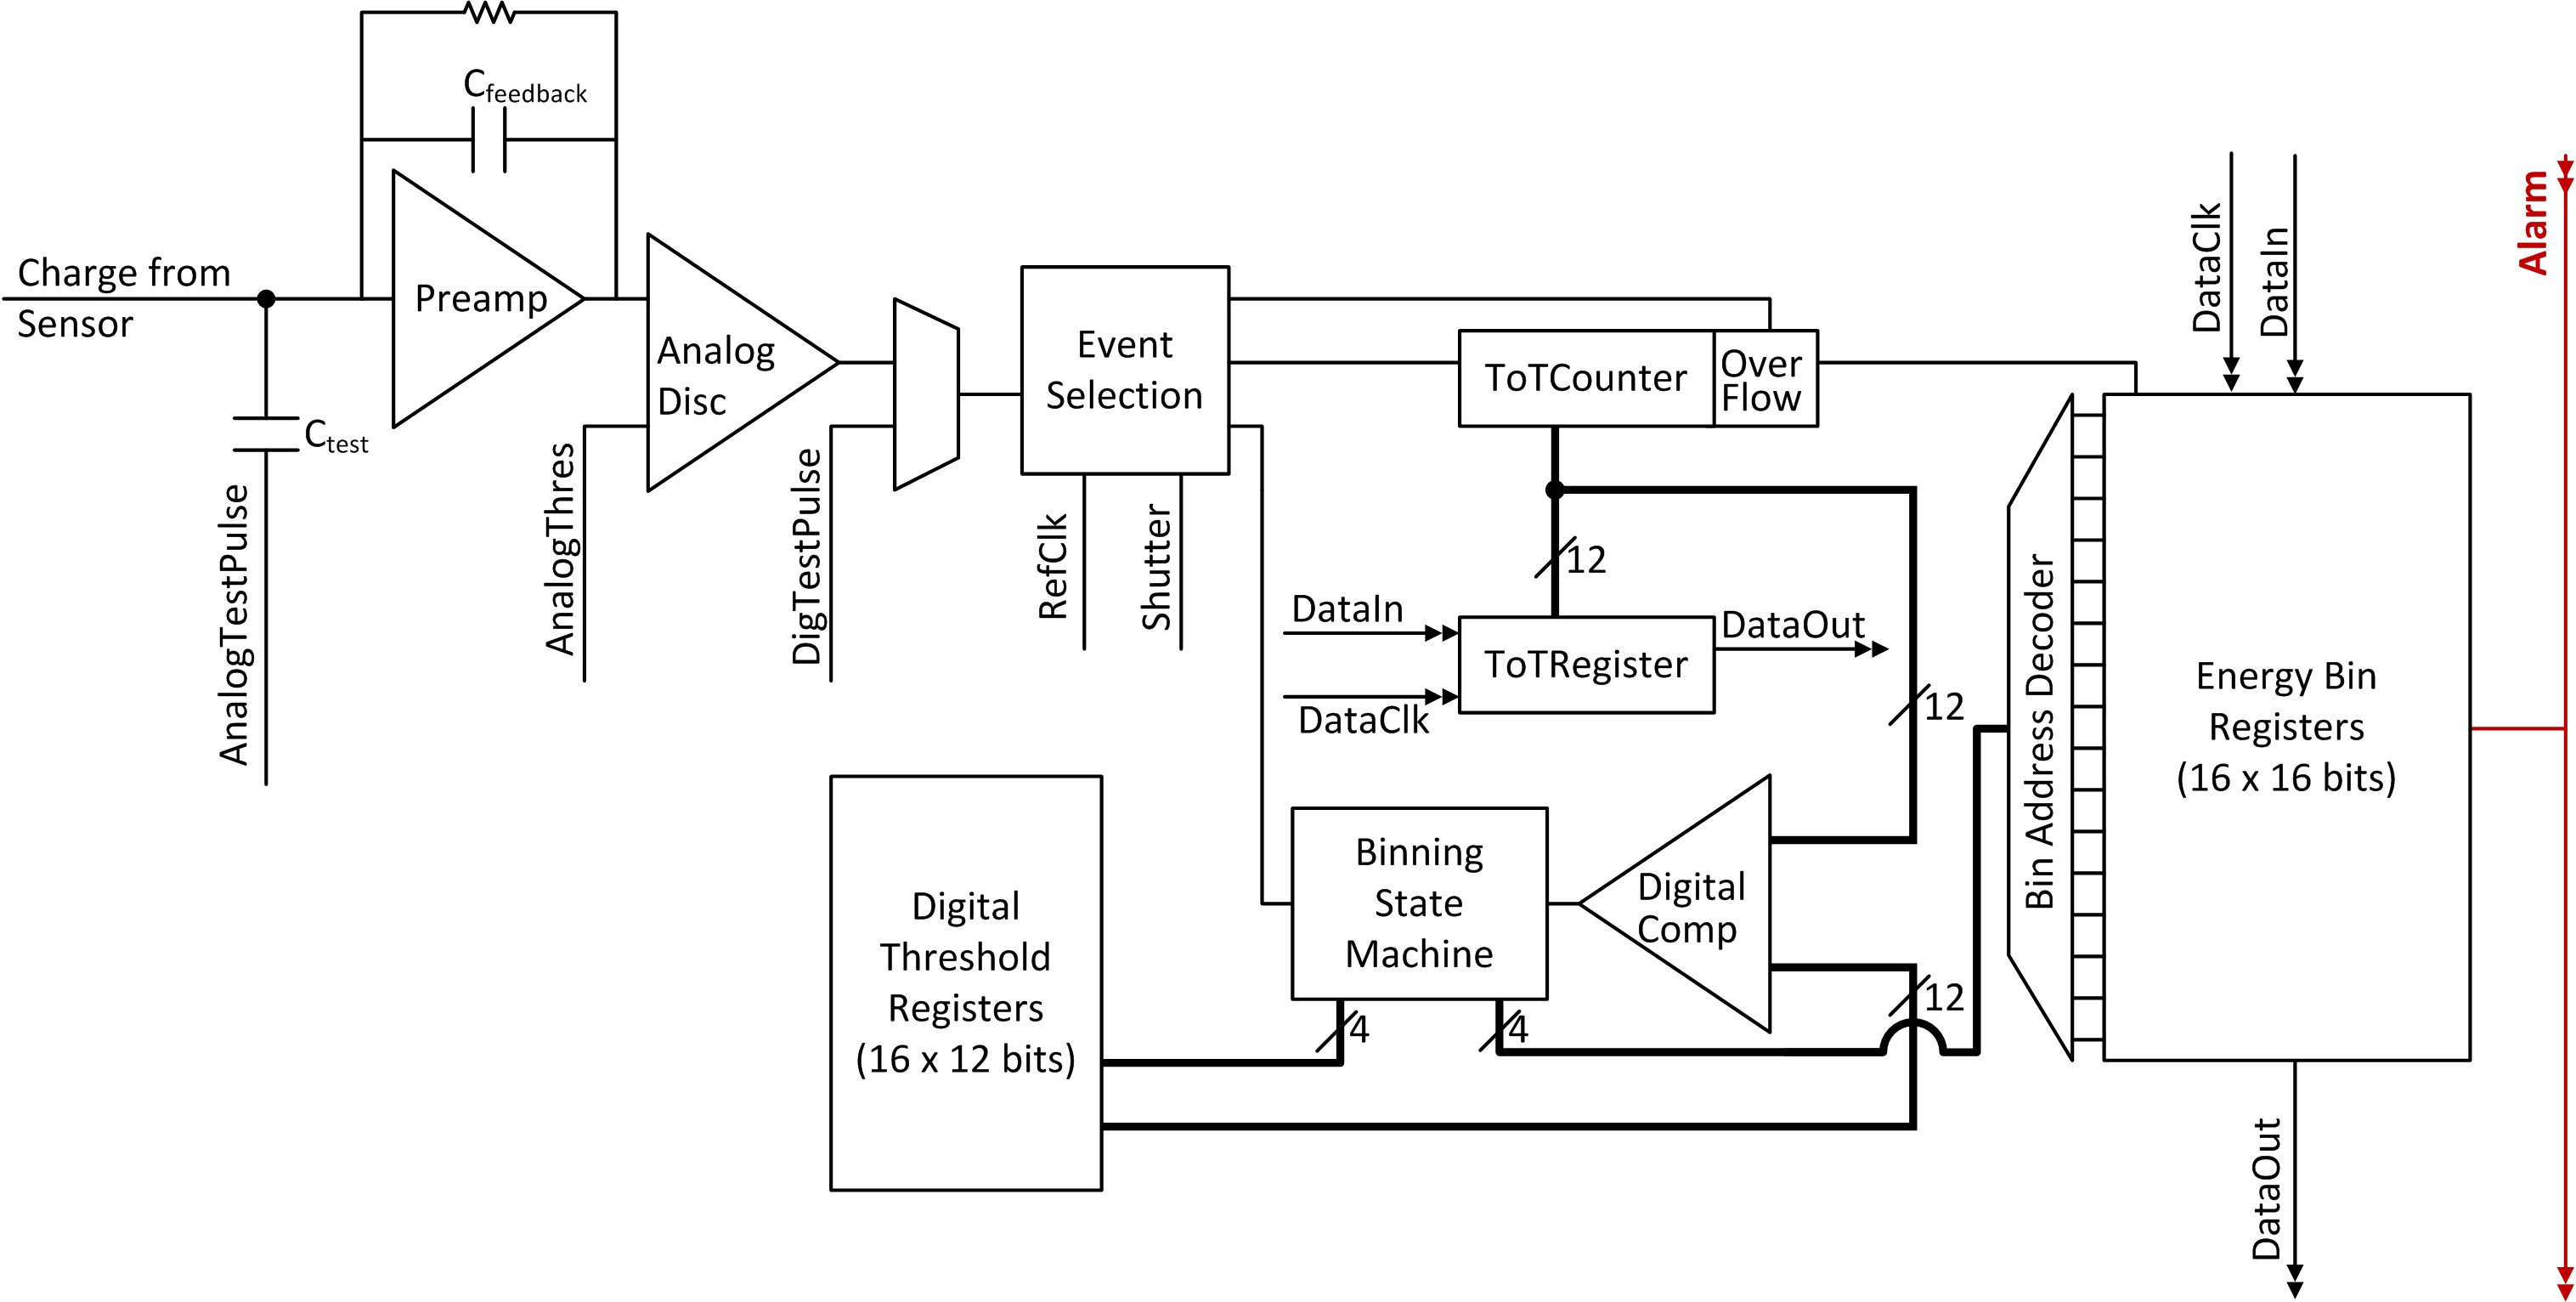 Cfeedback
Charge from
Sensor
Preamp
Ctest
AnalogTestPulse
Analog
Disc
AnalogThres
DigTestPulse
Event
Selection
RefClk
Shutter
ToTCounter
Over
Flow
12
DataIn
DataClk
ToTRegister
DataOut
12
Digital
Threshold
Registers
(16 x 12 bits)
Binning
State
Machine
4
4
Digital
Comp
12
Bin Address Decoder
DataClk
DataIn
Energy Bin
Registers
(16 x 16 bits)
DataOut
Alarm